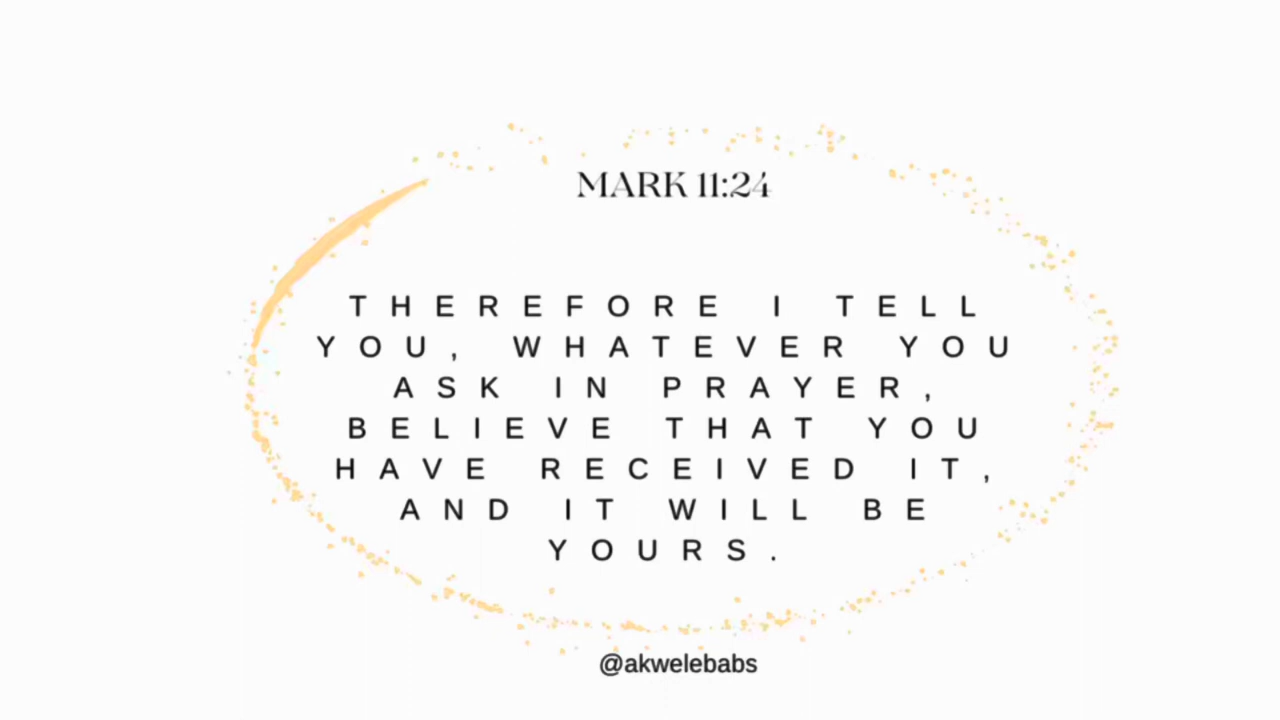 MARK 11:24
THEREFORE I TELL
YOU, WHATEVER YOU
ASK IN PRAYER,
BELIEVE THAT YOU
HAVE RECEIVED IT,
AND IT WILL BE
YOURS.
@akwelebabs